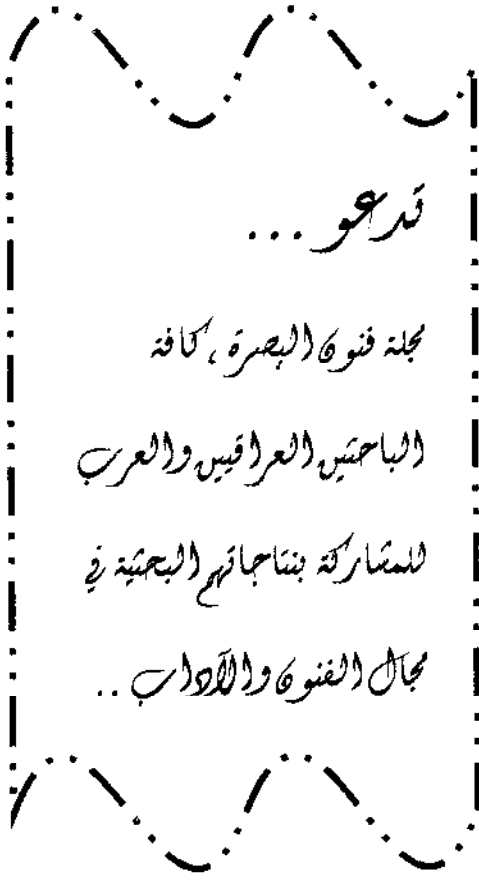 تدعو ...
مجلة فنون البصرة ، كافة
الباحثين العراقيين والعرب
للمشاركة بنتاجاتهم البحثية في
مجال الفنون والآداب ..